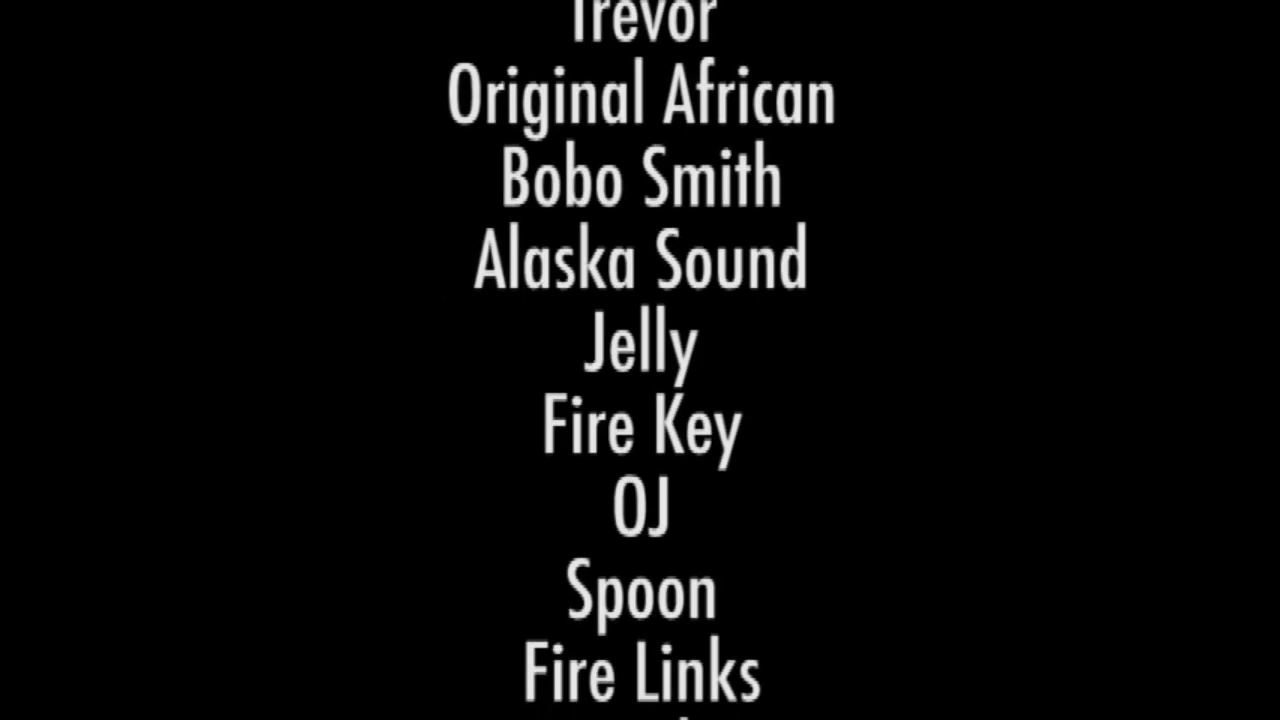 Trevor
Original African
Bobo Smith
Alaska Sound
Jelly
Fire Key
OJ
Spoon
Fire Links